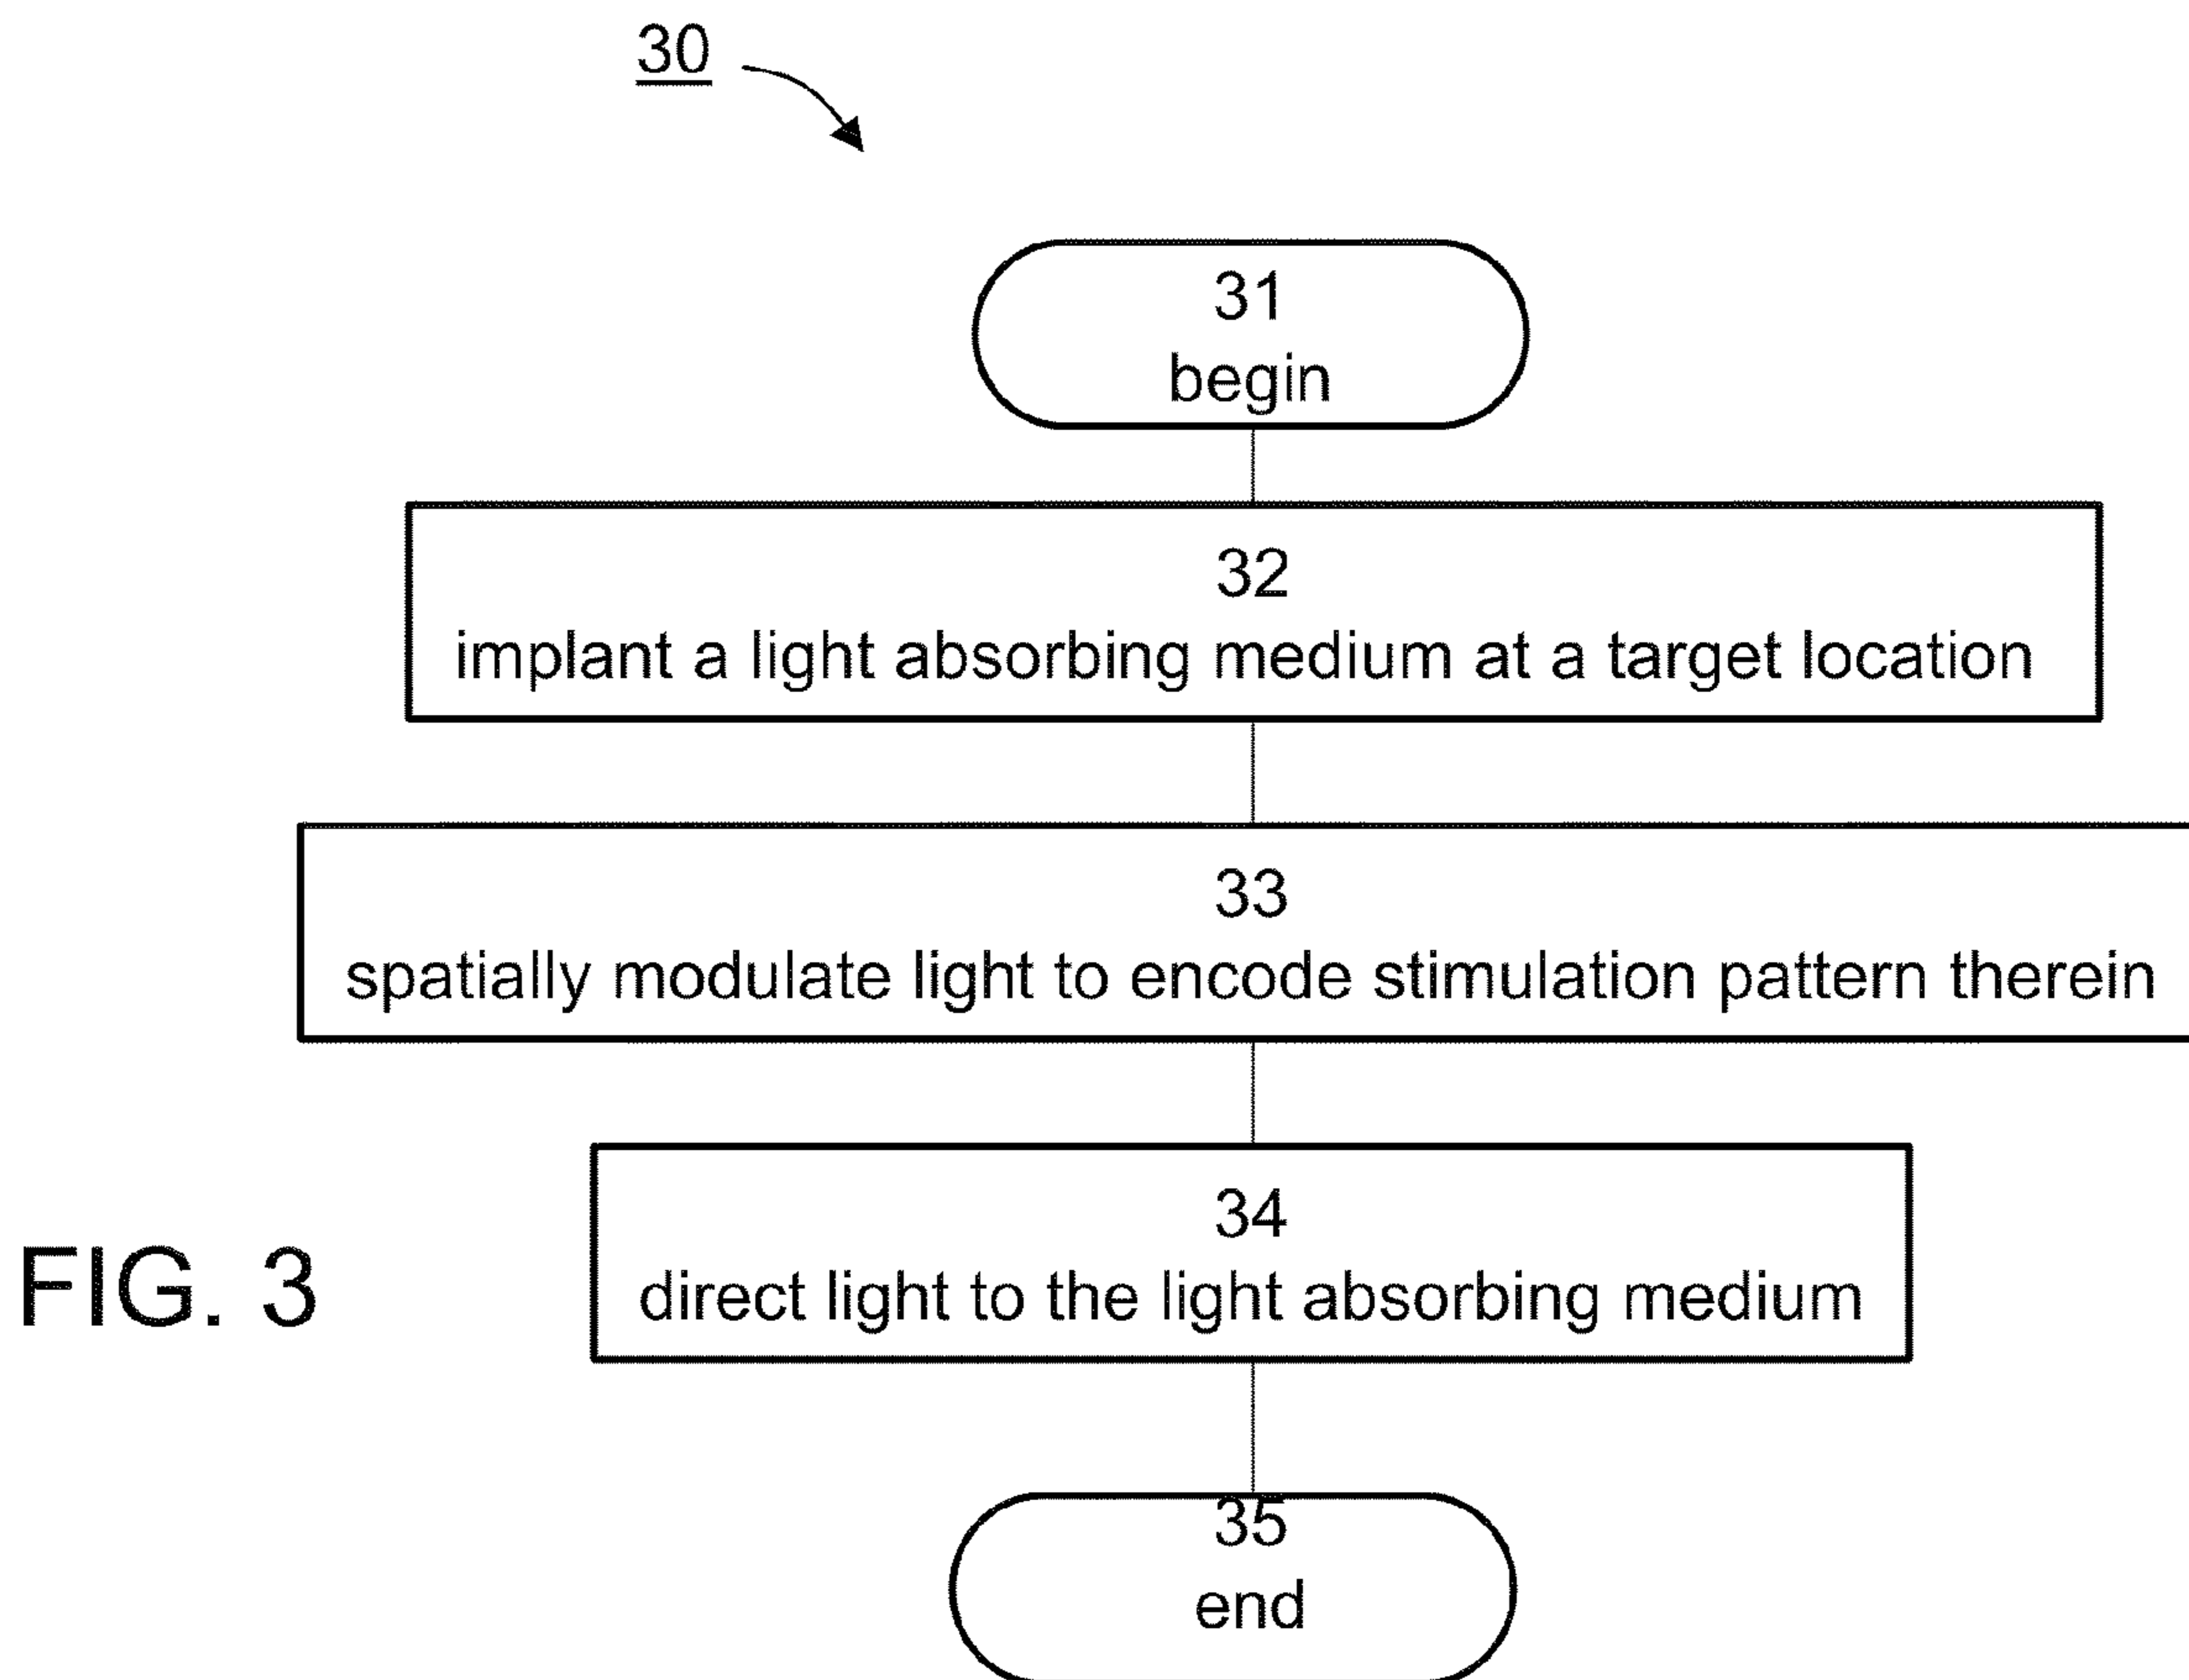 30
31
begin
32
implant a light absorbing medium at a target location
33
spatially modulate light to encode stimulation pattern therein
34
direct light to the light absorbing medium
FIG. 3
35
end